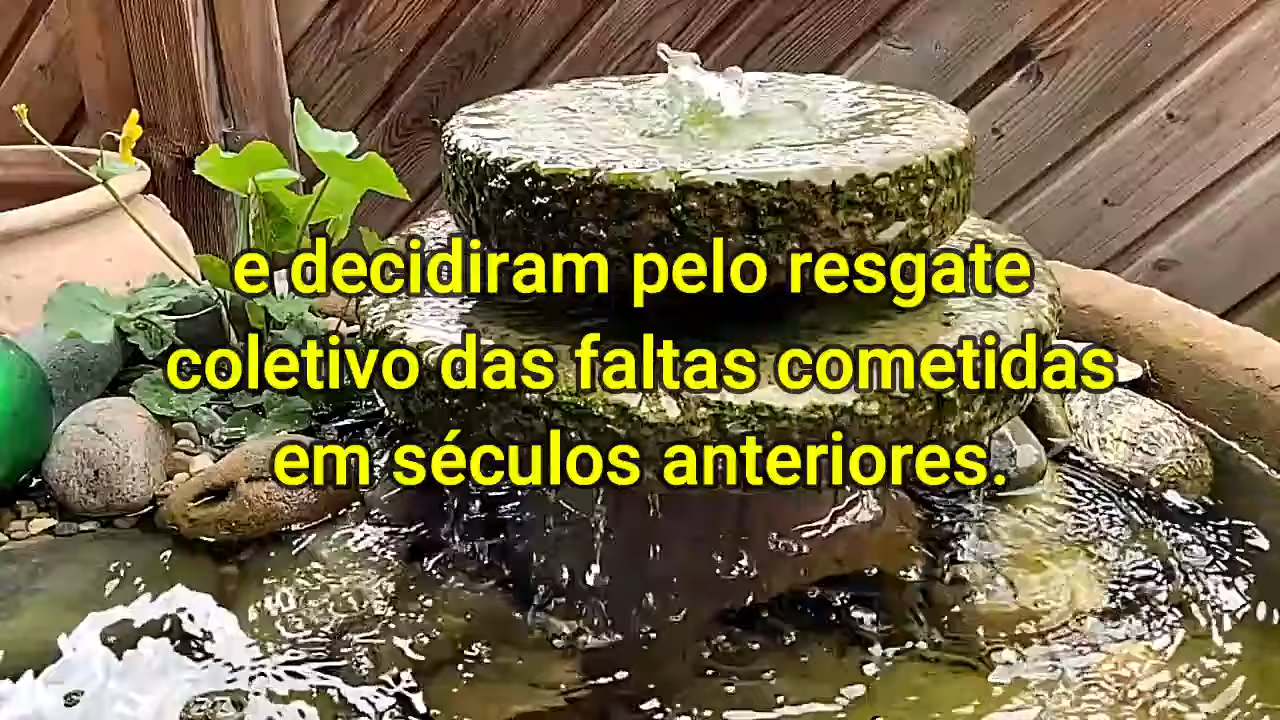 e decidiram pelo resgate
coletivo das faltas cometidas
em séculos anteriores.